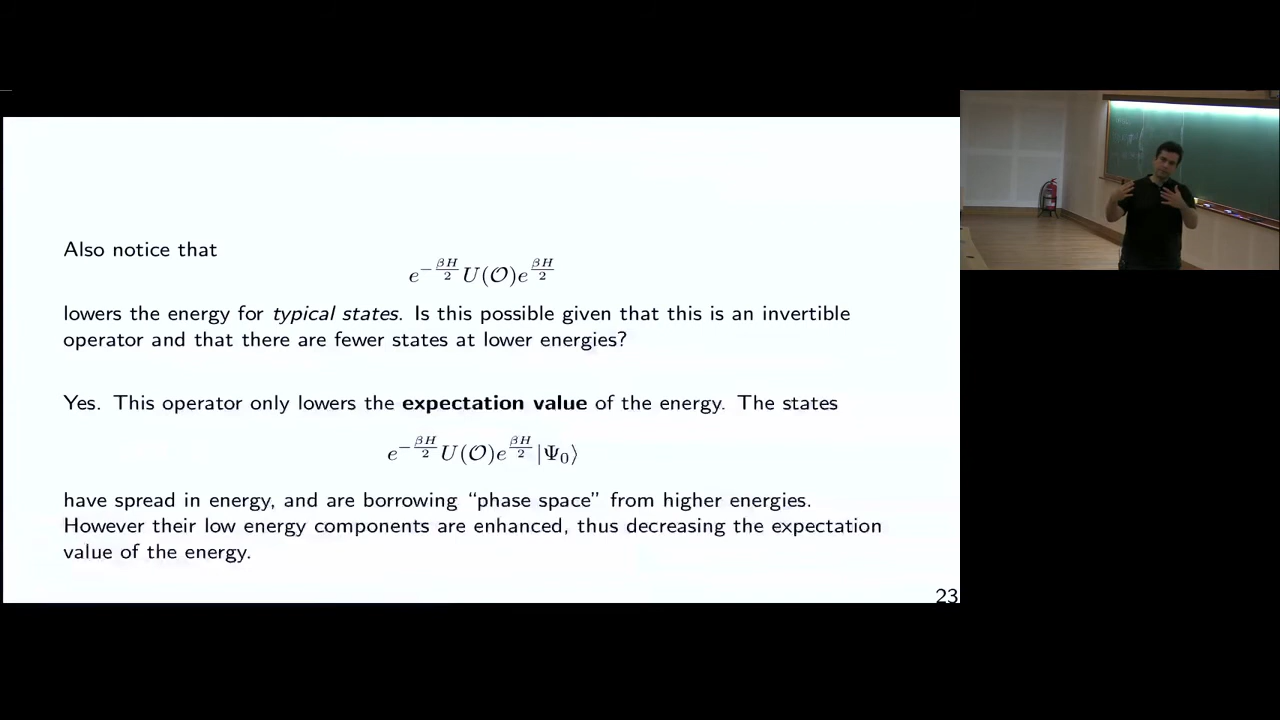 Also notice that
$e^{-\frac{\beta H}{2}} U(\mathcal{O}) e^{\frac{\beta H}{2}}$
lowers the energy for typical states. Is this possible given that this is an invertible
operator and that there are fewer states at lower energies?
Yes. This operator only lowers the expectation value of the energy. The states
$e^{-\frac{\beta H}{2}} U(\mathcal{O}) e^{\frac{\beta H}{2}} |\Psi_0\rangle$
have spread in energy, and are borrowing “phase space” from higher energies.
However their low energy components are enhanced, thus decreasing the expectation
value of the energy.
23